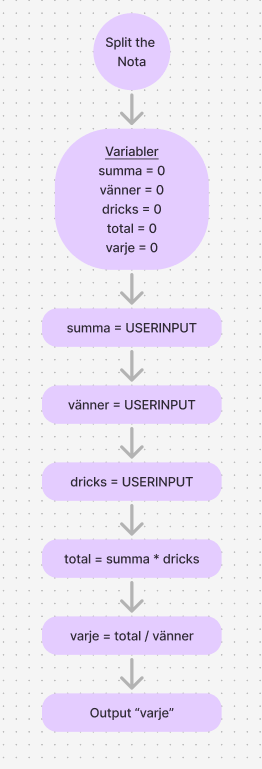 Split the
Nota
Variabler
summa = 0
vänner = 0
dricks = 0
total = 0
varje = 0
summa = USERINPUT
vänner = USERINPUT
dricks = USERINPUT
total = summa * dricks
varje = total / vänner
Output “varje”